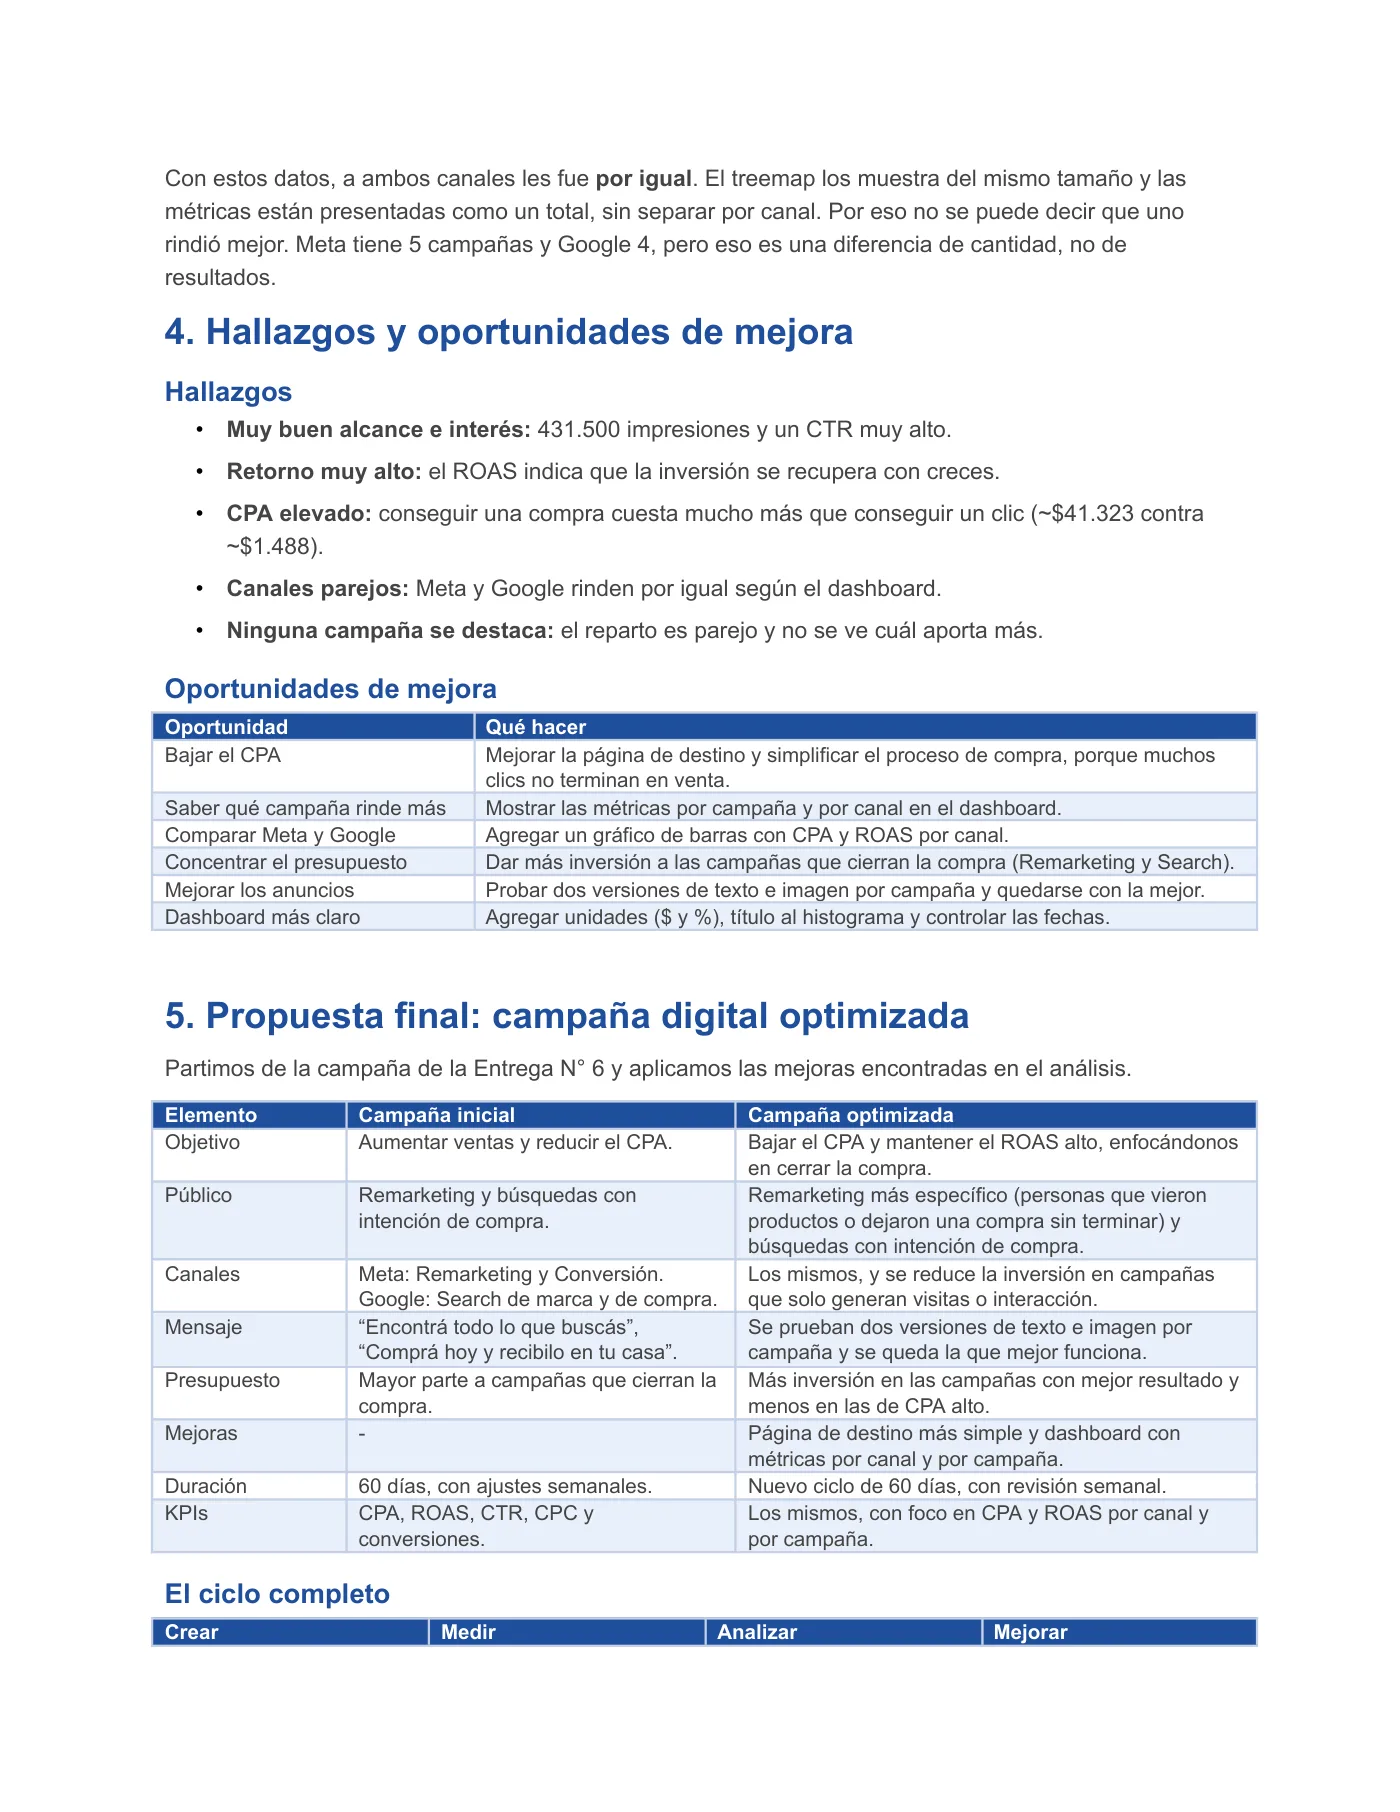 Con estos datos, a ambos canales les fue por igual. El treemap los muestra del mismo tamaño y las
métricas están presentadas como un total, sin separar por canal. Por eso no se puede decir que uno
rindió mejor. Meta tiene 5 campañas y Google 4, pero eso es una diferencia de cantidad, no de
resultados.
4. Hallazgos y oportunidades de mejora
Hallazgos
• Muy buen alcance e interés: 431.500 impresiones y un CTR muy alto.
• Retorno muy alto: el ROAS indica que la inversión se recupera con creces.
• CPA elevado: conseguir una compra cuesta mucho más que conseguir un clic (~$41.323 contra
~$1.488).
• Canales parejos: Meta y Google rinden por igual según el dashboard.
• Ninguna campaña se destaca: el reparto es parejo y no se ve cuál aporta más.
Oportunidades de mejora
Oportunidad Qué hacer
Bajar el CPA Mejorar la página de destino y simplificar el proceso de compra, porque muchos
clics no terminan en venta.
Saber qué campaña rinde más Mostrar las métricas por campaña y por canal en el dashboard.
Comparar Meta y Google Agregar un gráfico de barras con CPA y ROAS por canal.
Concentrar el presupuesto Dar más inversión a las campañas que cierran la compra (Remarketing y Search).
Mejorar los anuncios Probar dos versiones de texto e imagen por campaña y quedarse con la mejor.
Dashboard más claro Agregar unidades ($ y %), título al histograma y controlar las fechas.
5. Propuesta final: campaña digital optimizada
Partimos de la campaña de la Entrega N° 6 y aplicamos las mejoras encontradas en el análisis.
Elemento Campaña inicial Campaña optimizada
Objetivo Aumentar ventas y reducir el CPA. Bajar el CPA y mantener el ROAS alto, enfocándonos
en cerrar la compra.
Público Remarketing y búsquedas con Remarketing más específico (personas que vieron
intención de compra. productos o dejaron una compra sin terminar) y
búsquedas con intención de compra.
Canales Meta: Remarketing y Conversión. Los mismos, y se reduce la inversión en campañas
Google: Search de marca y de compra. que solo generan visitas o interacción.
Mensaje “Encontrá todo lo que buscás”, Se prueban dos versiones de texto e imagen por
“Comprá hoy y recibilo en tu casa”. campaña y se queda la que mejor funciona.
Presupuesto Mayor parte a campañas que cierran la Más inversión en las campañas con mejor resultado y
compra. menos en las de CPA alto.
Mejoras - Página de destino más simple y dashboard con
métricas por canal y por campaña.
Duración 60 días, con ajustes semanales. Nuevo ciclo de 60 días, con revisión semanal.
KPIs CPA, ROAS, CTR, CPC y Los mismos, con foco en CPA y ROAS por canal y
conversiones. por campaña.
El ciclo completo
Crear Medir Analizar Mejorar